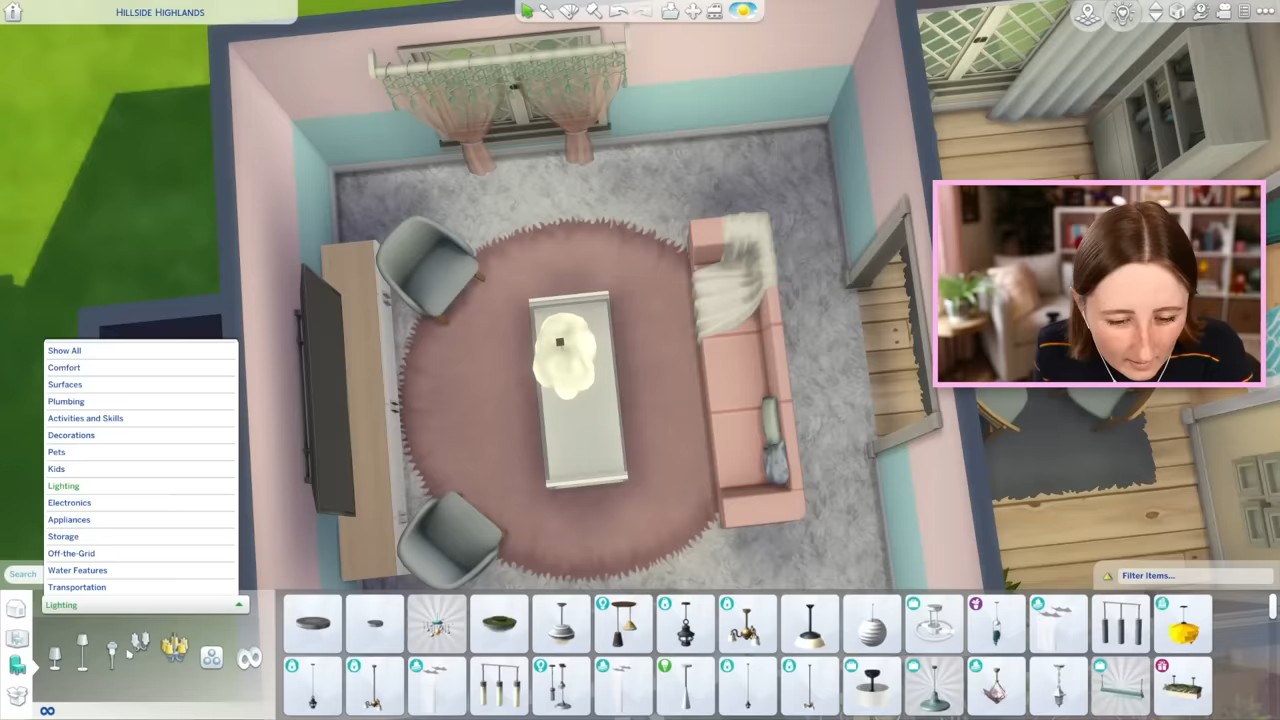 HILLSIDE HIGHLANDS
Show All
Comfort
Surfaces
Plumbing
Activities and Skills
Decorations
Pets
Kids
Lighting
Electronics
Appliances
Storage
Off-the-Grid
Water Features
Transportation
Search
Lighting
Filter Items...